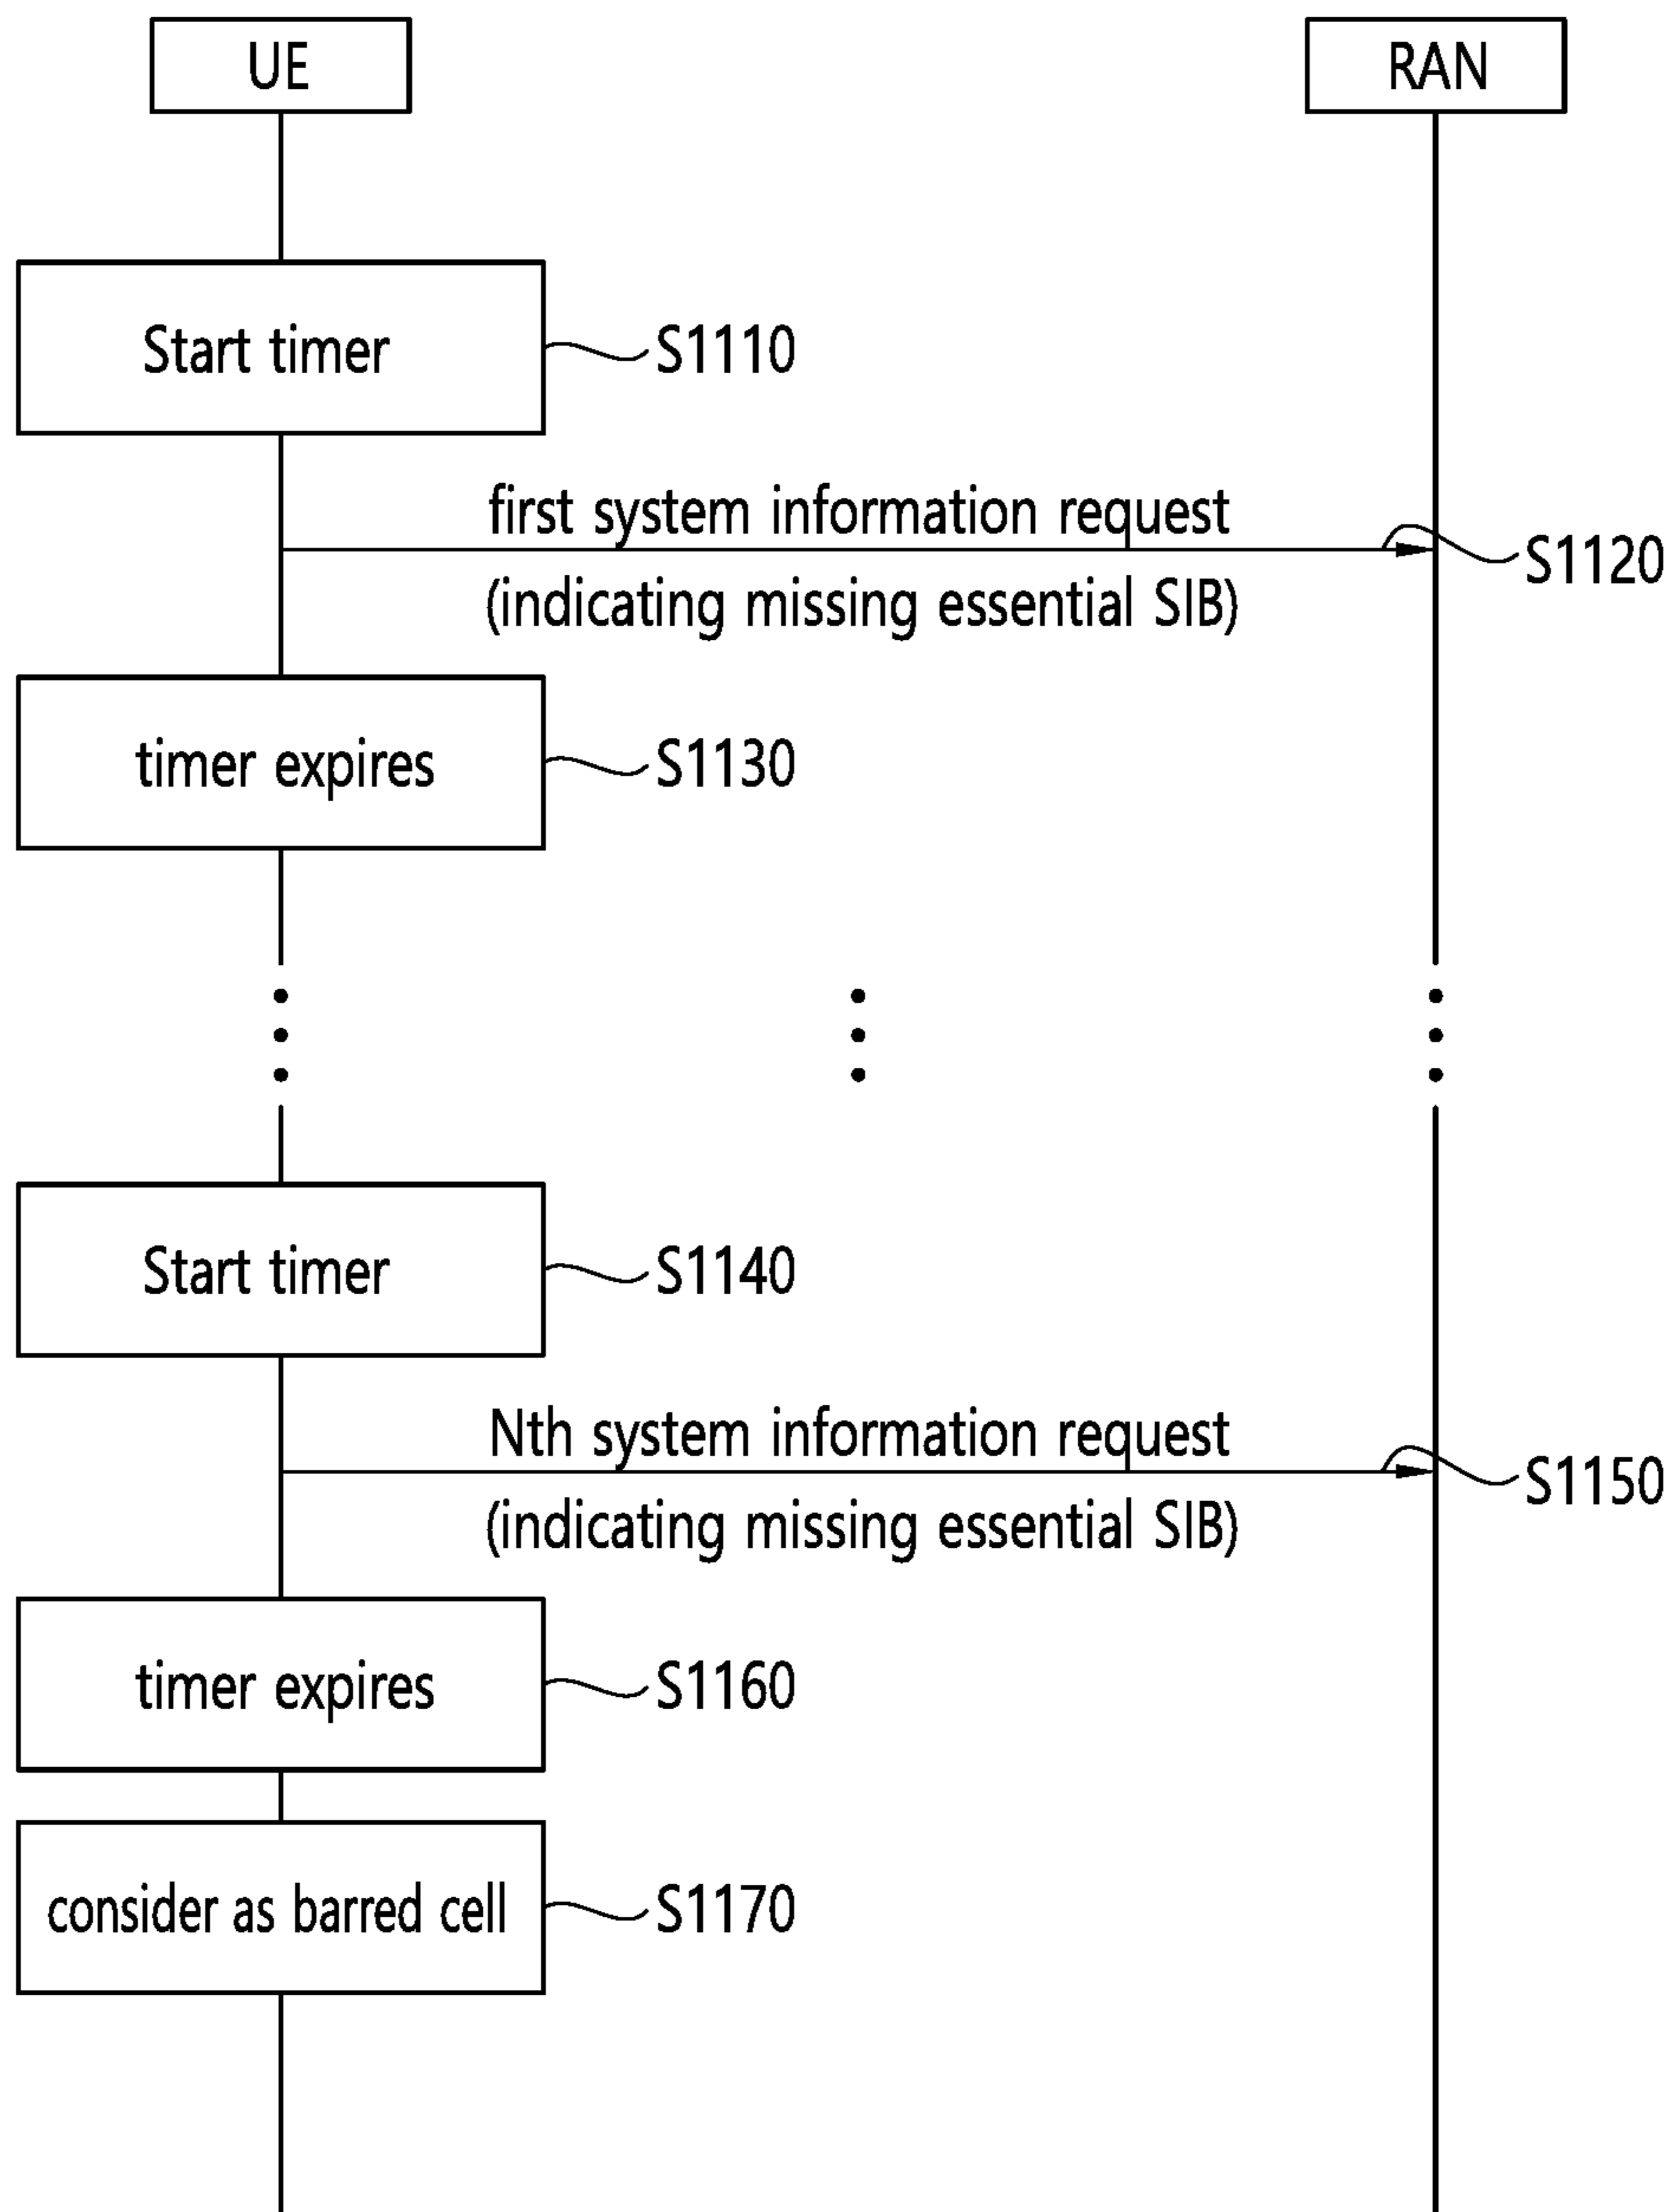 UE
RAN
Start timer
S1110
first system information request
S1120
(indicating missing essential SIB)
timer expires
S1130
Start timer
S1140
Nth system information request
S1150
(indicating missing essential SIB)
timer expires
S1160
consider as barred cell
S1170